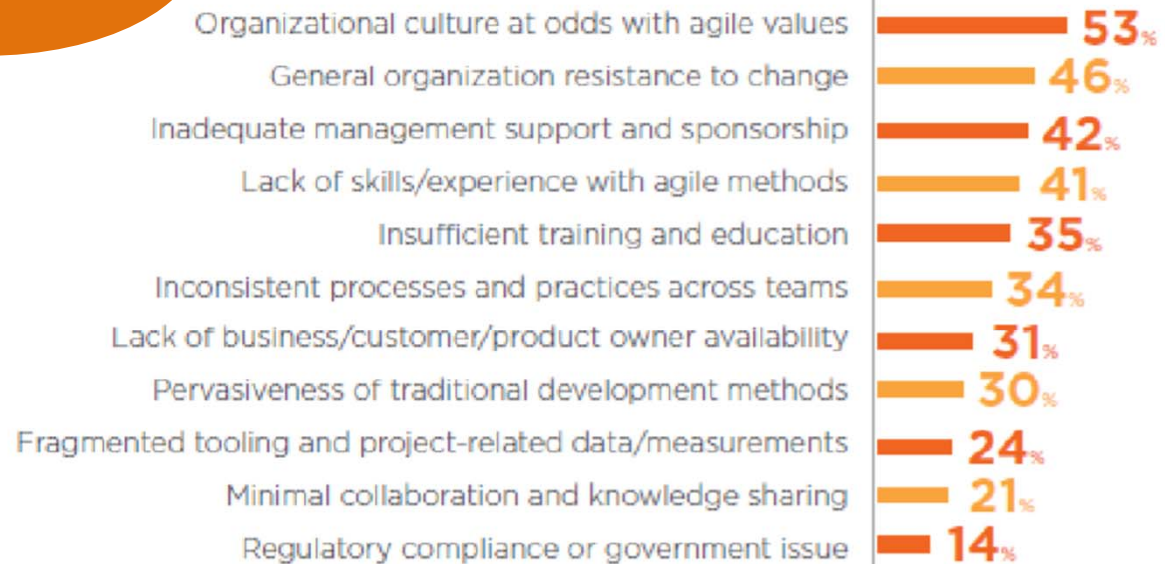 Organizational culture at odds with agile values 53%
General organization resistance to change 46%
Inadequate management support and sponsorship 42%
Lack of skills/experience with agile methods 41%
Insufficient training and education 35%
Inconsistent processes and practices across teams 34%
Lack of business/customer/product owner availability 31%
Pervasiveness of traditional development methods 30%
Fragmented tooling and project-related data/measurements 24%
Minimal collaboration and knowledge sharing 21%
Regulatory compliance or government issue 14%